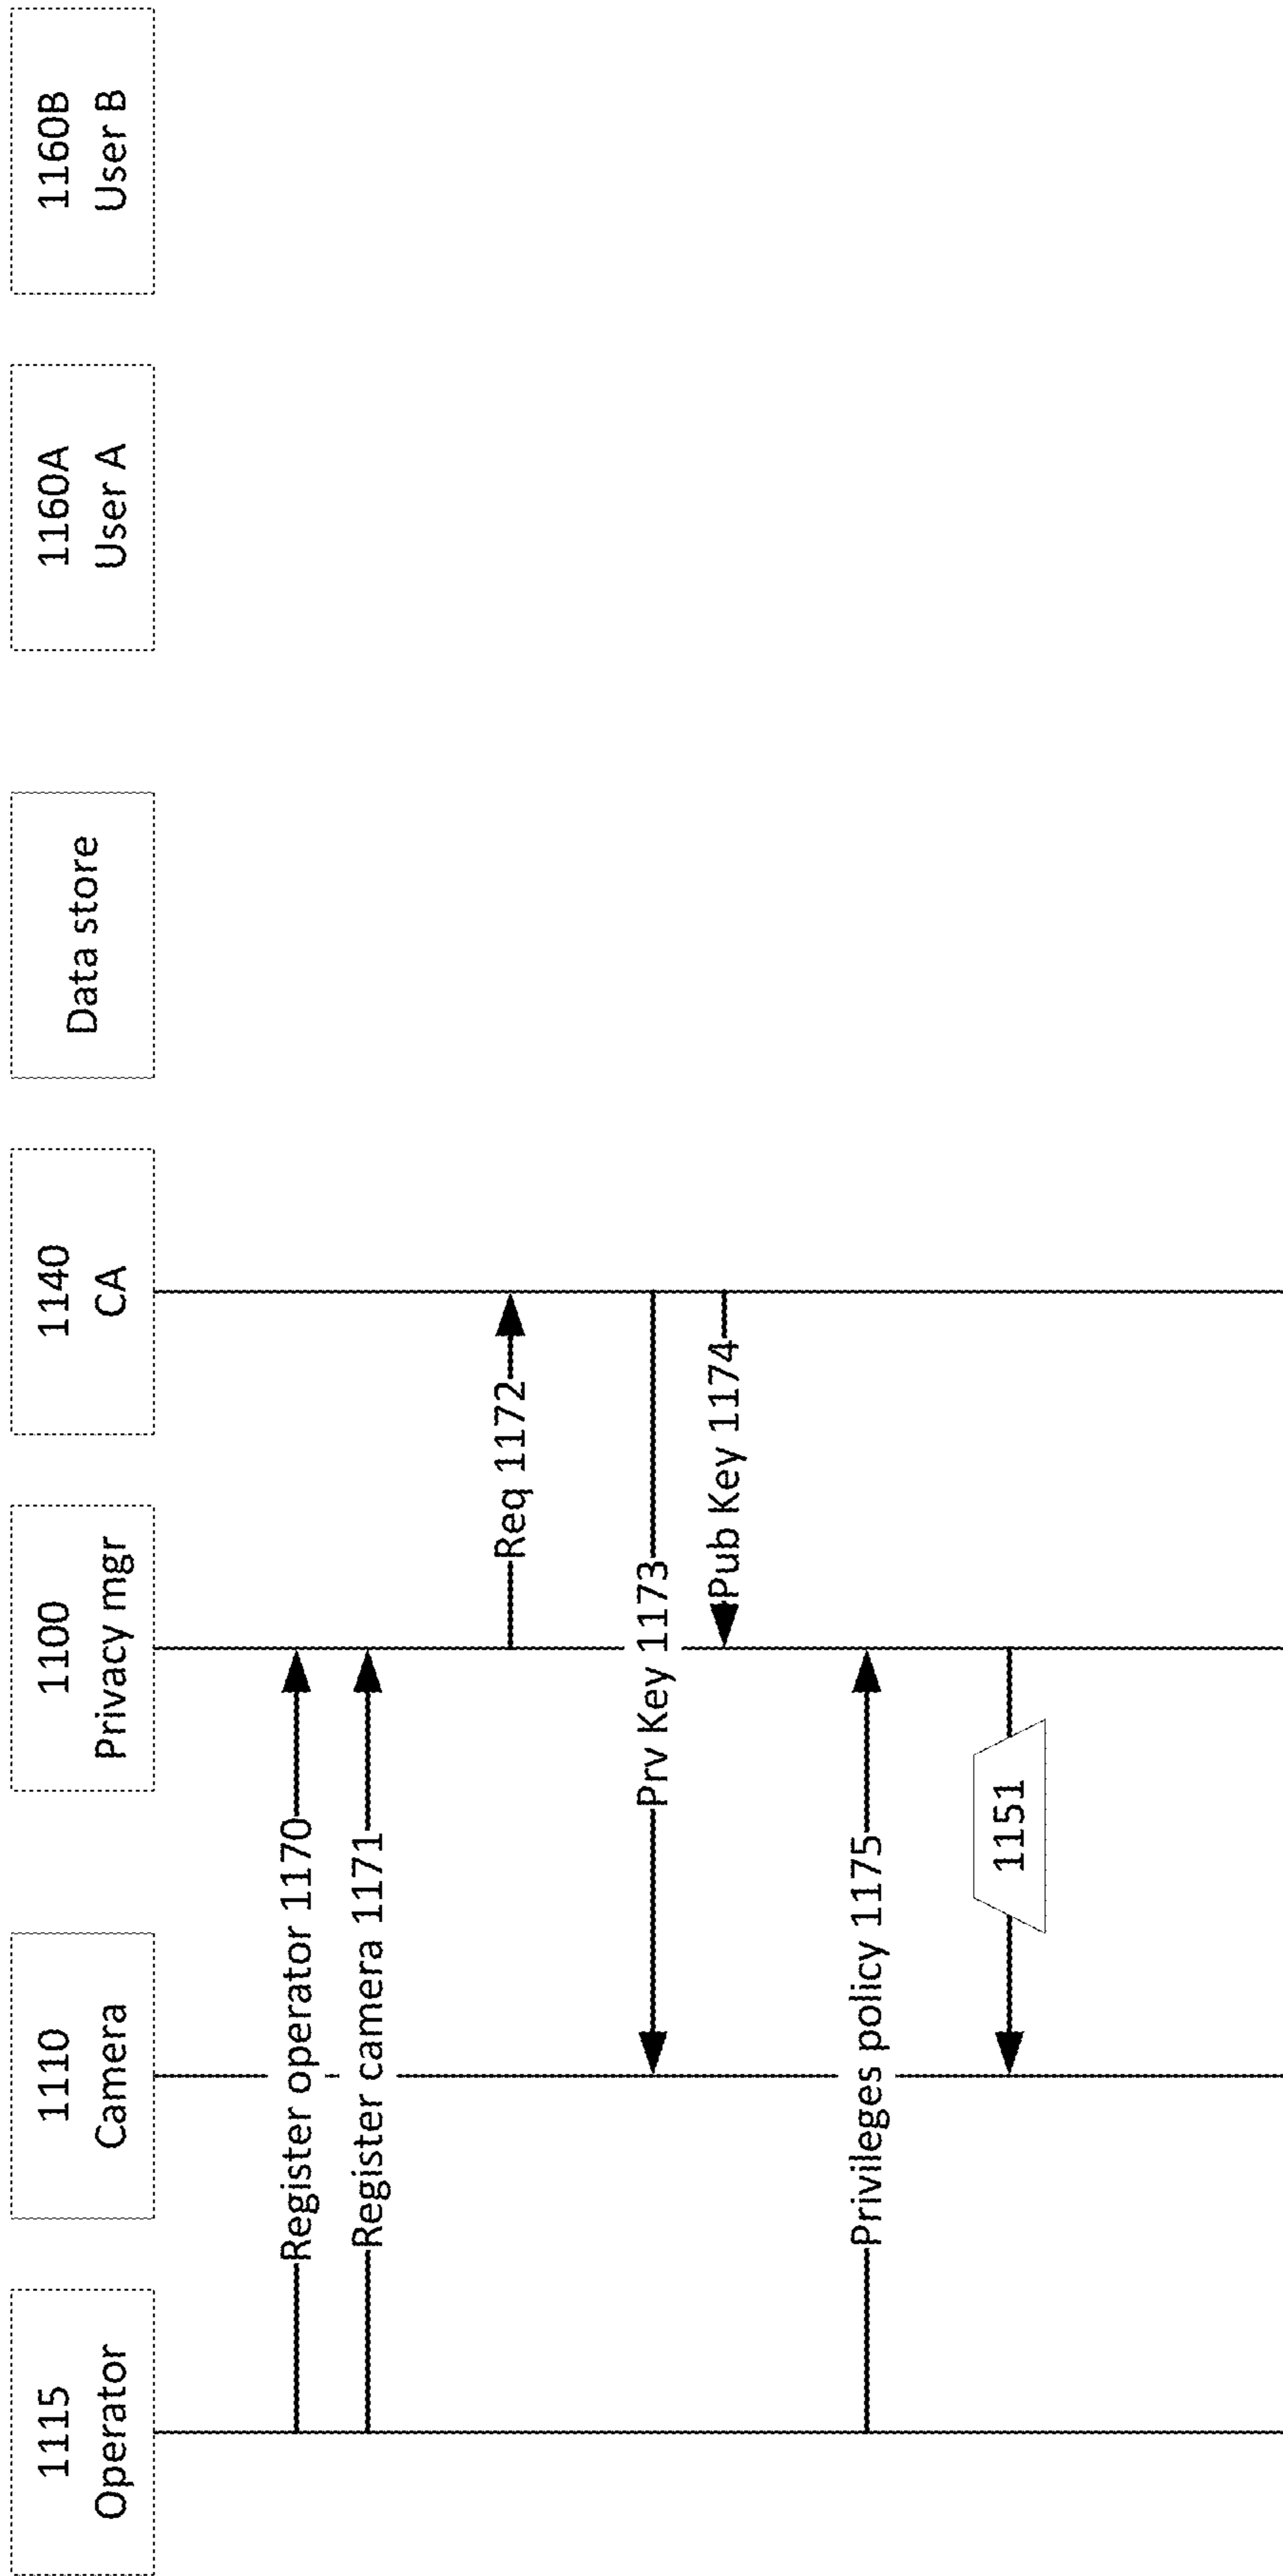 1115
Operator
1110
Camera
1100
Privacy mgr
1140
CA
Data store
1160A
User A
1160B
User B
Register operator 1170
Register camera 1171
Req 1172
Prv Key 1173
Pub Key 1174
Privileges policy 1175
1151